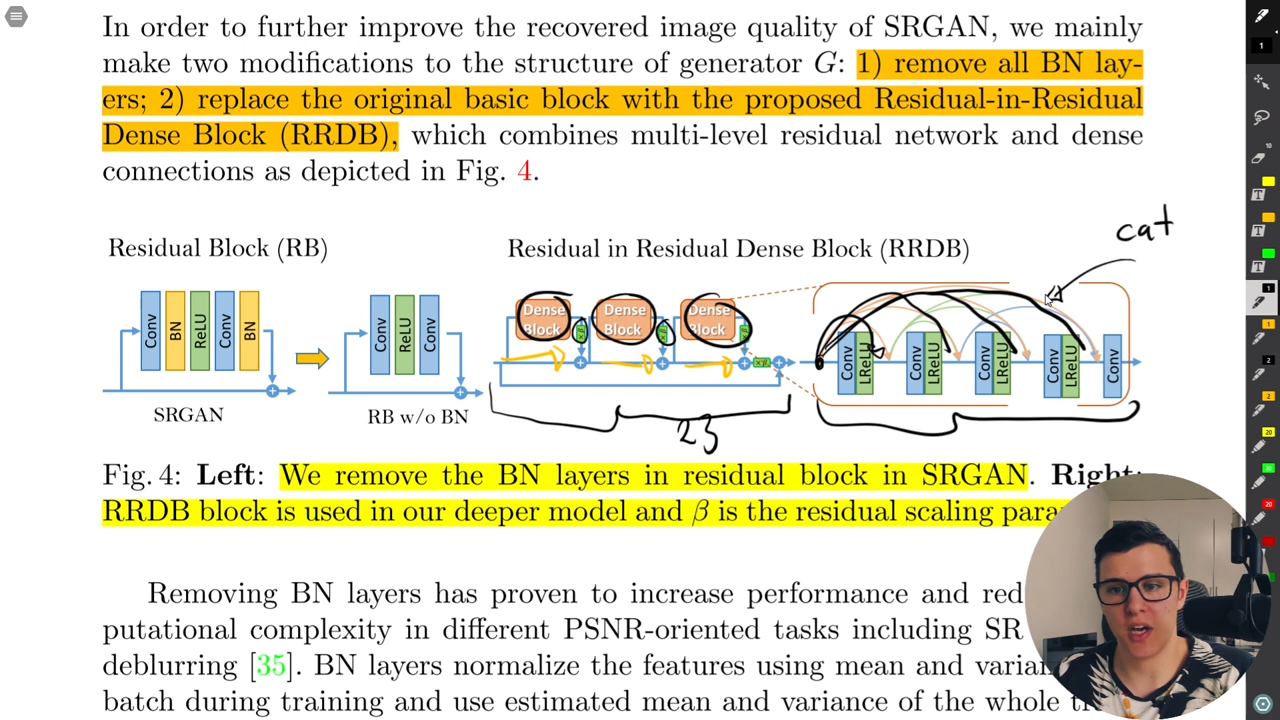 In order to further improve the recovered image quality of SRGAN, we mainly
make two modifications to the structure of generator G: 1) remove all BN lay-
ers; 2) replace the original basic block with the proposed Residual-in-Residual
Dense Block (RRDB), which combines multi-level residual network and dense
connections as depicted in Fig. 4.
cat
Residual Block (RB)
Residual in Residual Dense Block (RRDB)
Conv BN ReLU Conv BN
Conv ReLU Conv
Dense Block
Dense Block
Dense Block
Conv LReLU Conv LReLU Conv LReLU Conv LReLU Conv
SRGAN
RB w/o BN
23
Fig. 4: Left: We remove the BN layers in residual block in SRGAN. Right:
RRDB block is used in our deeper model and β is the residual scaling para
Removing BN layers has proven to increase performance and red
putational complexity in different PSNR-oriented tasks including SR
deblurring [35]. BN layers normalize the features using mean and varian
batch during training and use estimated mean and variance of the whole t